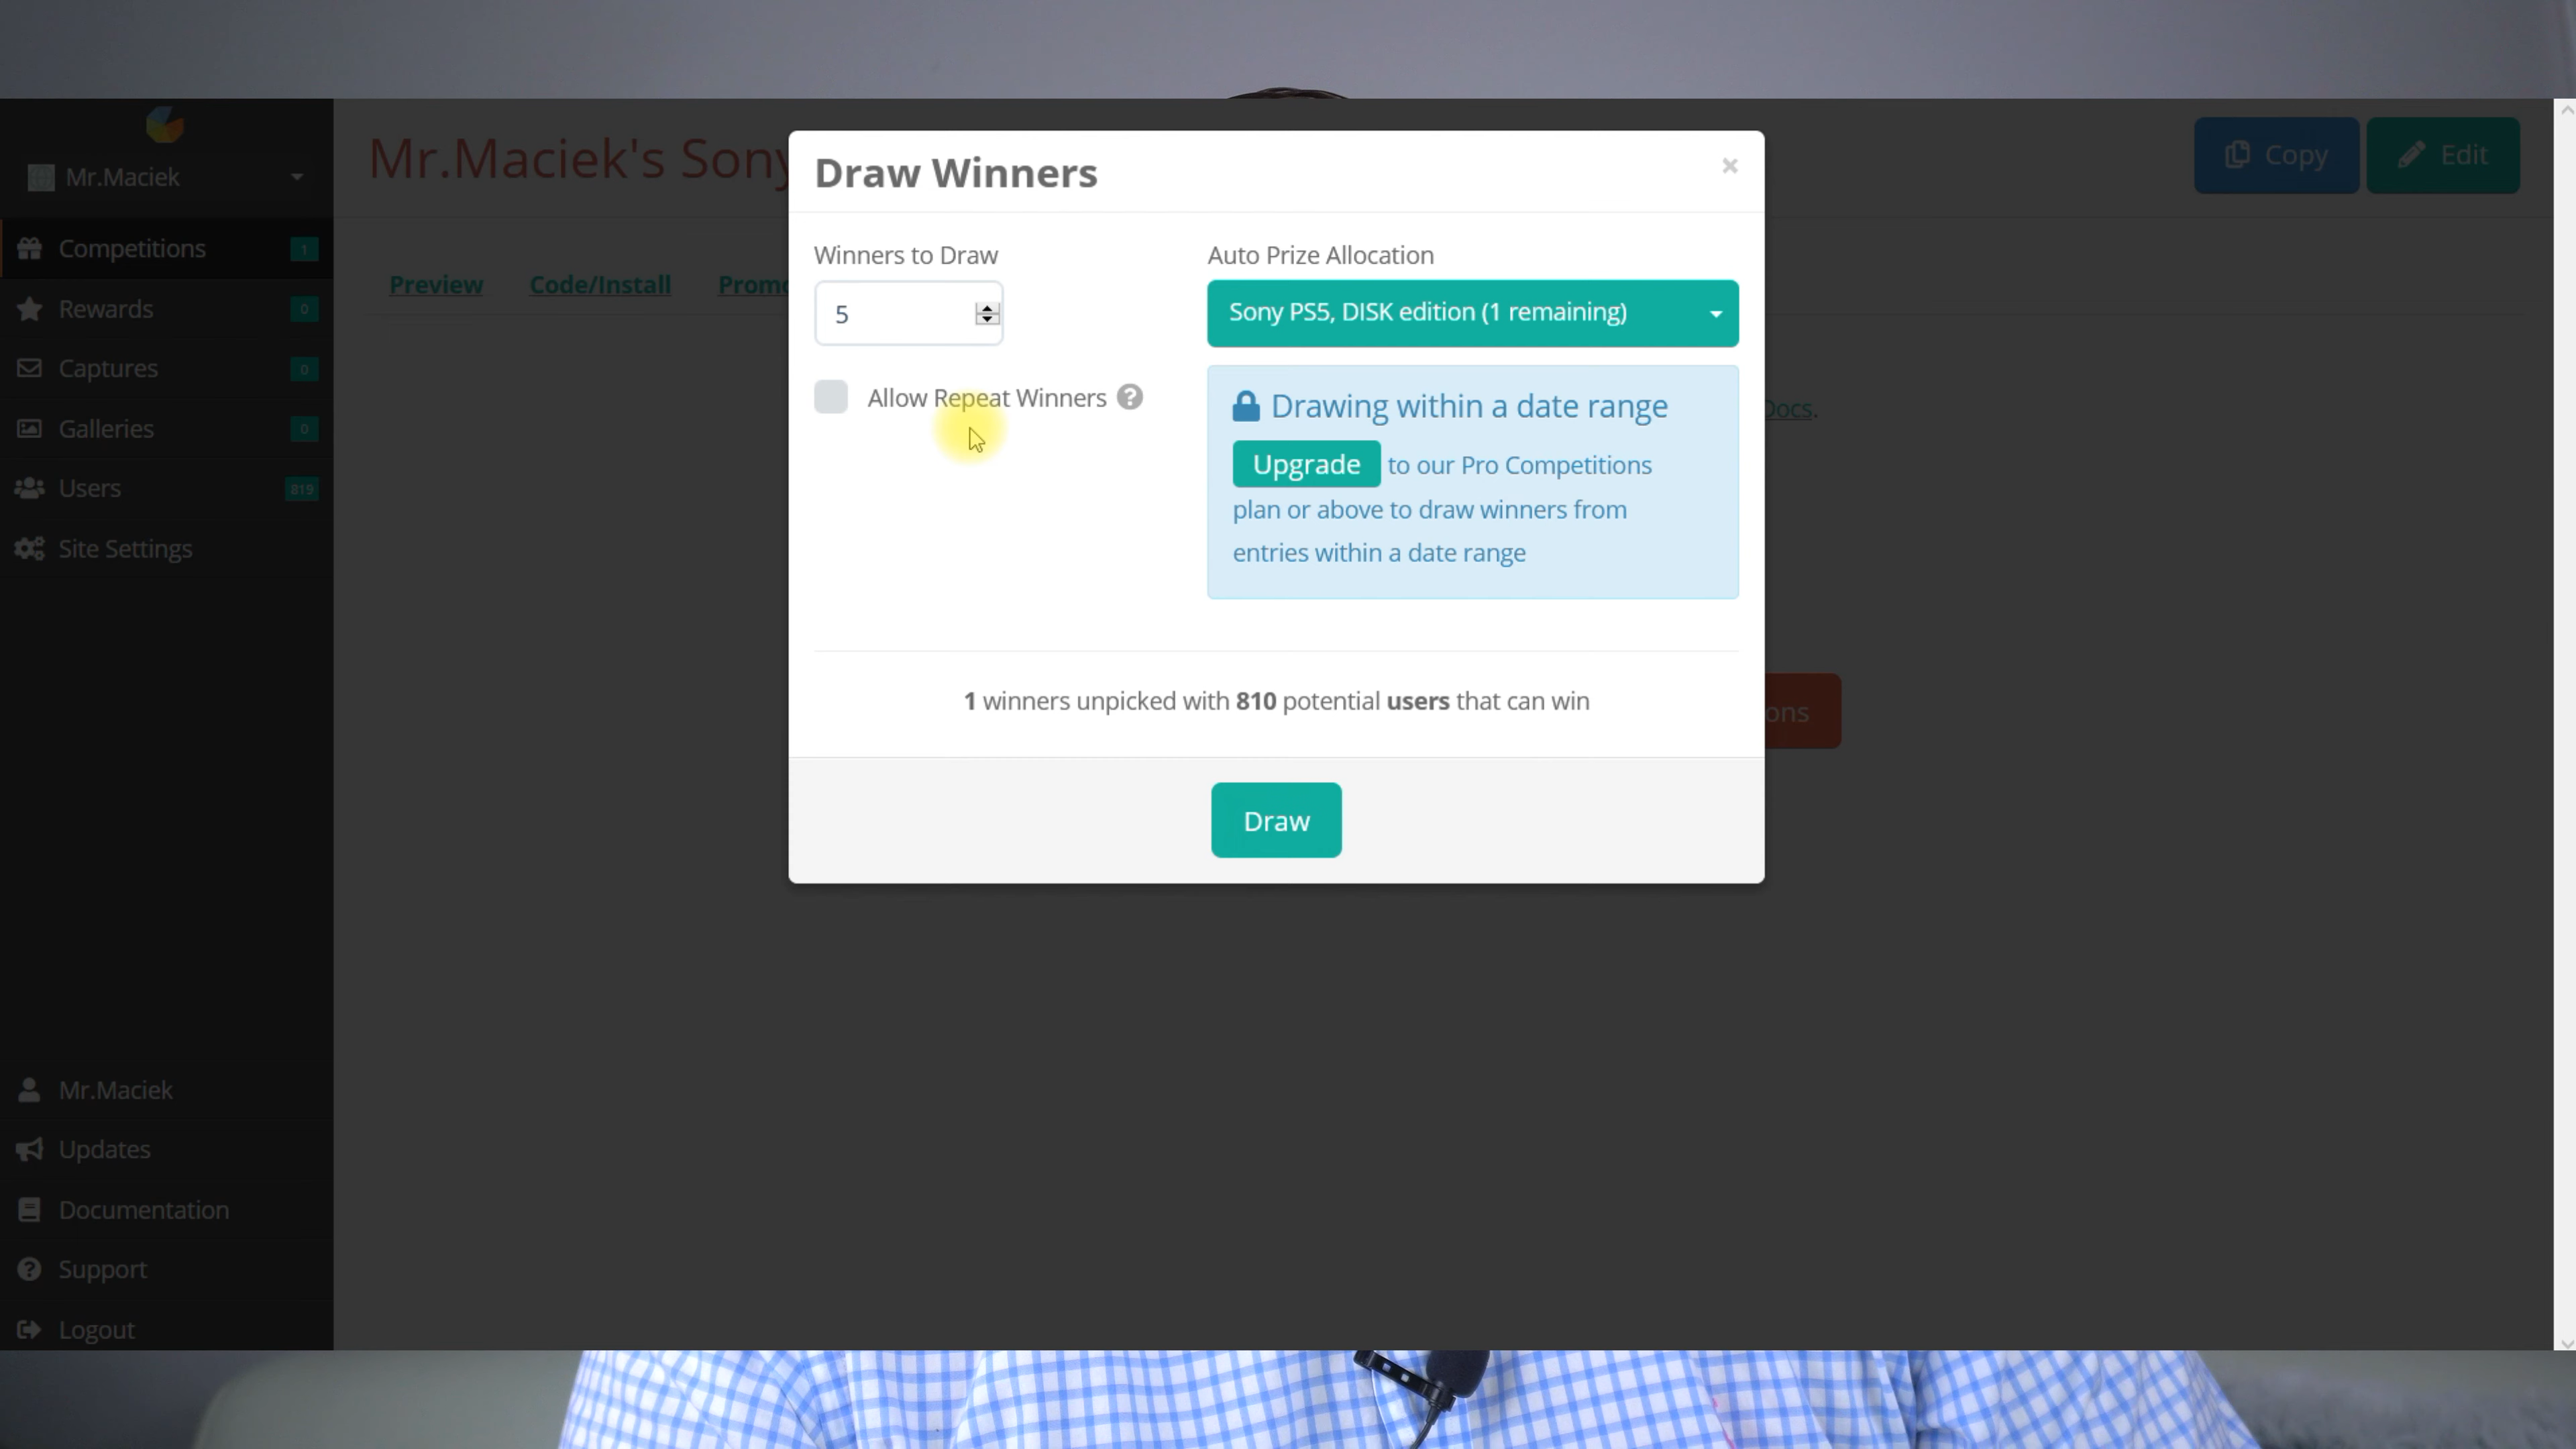 Mr.Maciek
Competitions 1
Rewards 0
Captures 0
Galleries 0
Users 819
Site Settings
Mr.Maciek
Updates
Documentation
Support
Logout
Mr.Maciek's Sony
Copy
Edit
Preview Code/Install
Docs.
Draw Winners
×
Winners to Draw
5
Allow Repeat Winners ?
Auto Prize Allocation
Sony PS5, DISK edition (1 remaining)
Drawing within a date range
Upgrade to our Pro Competitions
plan or above to draw winners from
entries within a date range
1 winners unpicked with 810 potential users that can win
Draw